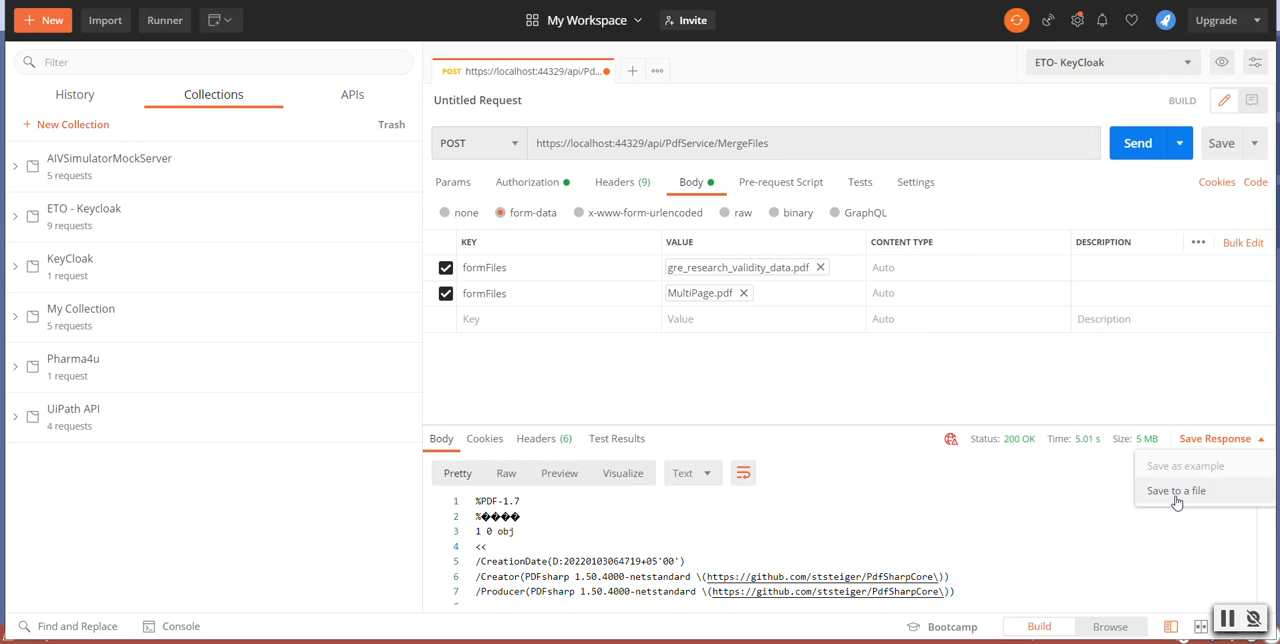 New
Import
Runner
My Workspace
Invite
Upgrade
Filter
POST https://localhost:44329/api/Pd...
ETO- KeyCloak
History
Collections
APIs
Untitled Request
BUILD
+ New Collection
Trash
POST
https://localhost:44329/api/PdfService/MergeFiles
Send
Save
AIVSimulatorMockServer
5 requests
ETO - Keycloak
9 requests
KeyCloak
1 request
My Collection
5 requests
Pharma4u
1 request
UiPath API
4 requests
Params
Authorization
Headers (9)
Body
Pre-request Script
Tests
Settings
Cookies
Code
none
form-data
x-www-form-urlencoded
raw
binary
GraphQL
KEY
VALUE
CONTENT TYPE
DESCRIPTION
Bulk Edit
formFiles
gre_research_validity_data.pdf
Auto
formFiles
MultiPage.pdf
Auto
Key
Value
Auto
Description
Body
Cookies
Headers (6)
Test Results
Status: 200 OK
Time: 5.01 s
Size: 5 MB
Save Response
Save as example
Save to a file
Pretty
Raw
Preview
Visualize
Text
1 %PDF-1.7
2 %����
3 1 0 obj
4 <<
5 /CreationDate(D:20220103064719+05'00')
6 /Creator(PDFsharp 1.50.4000-netstandard \(https://github.com/ststeiger/PdfSharpCore\))
7 /Producer(PDFsharp 1.50.4000-netstandard \(https://github.com/ststeiger/PdfSharpCore\))
Find and Replace
Console
Bootcamp
Build
Browse